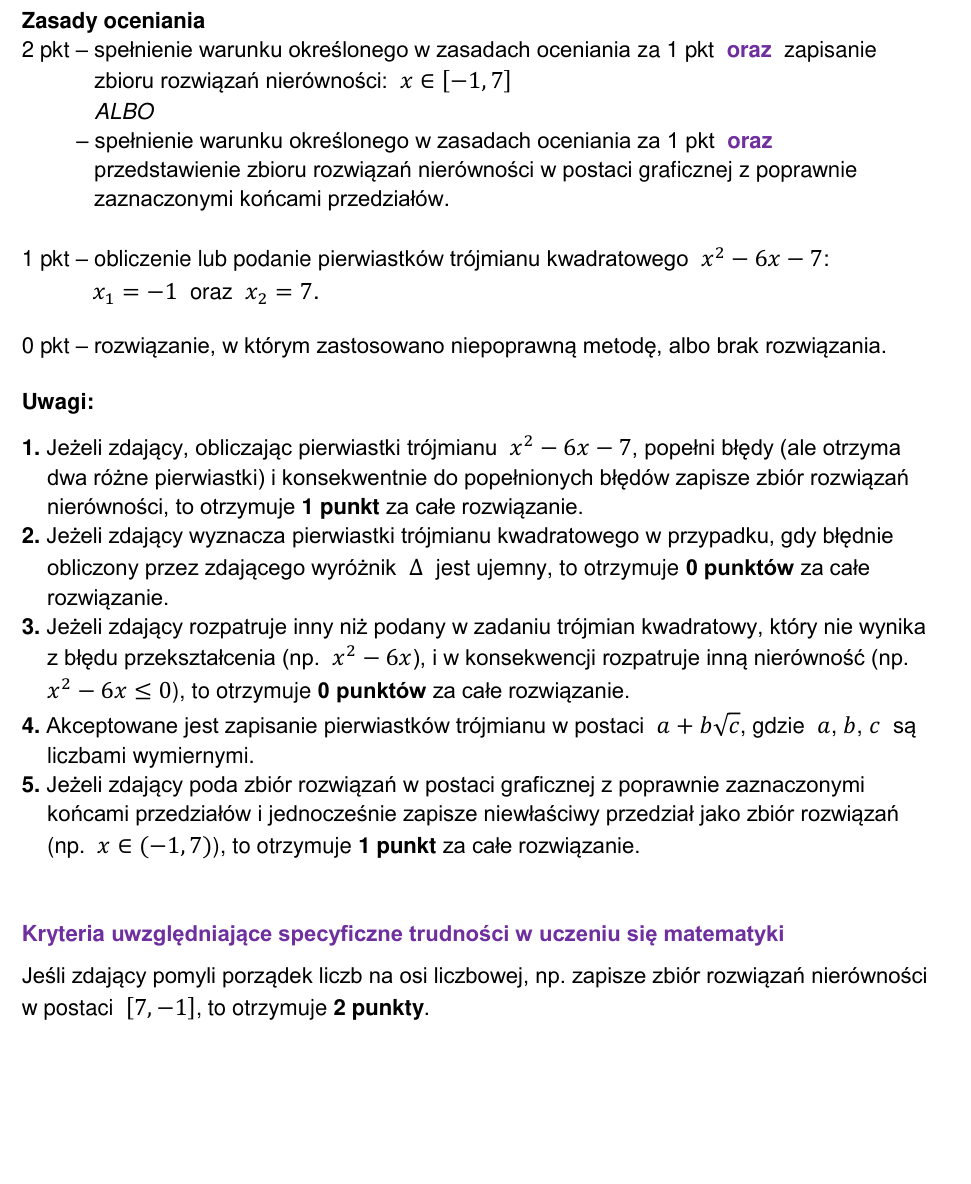 Zasady oceniania
2 pkt – spełnienie warunku określonego w zasadach oceniania za 1 pkt oraz zapisanie
zbioru rozwiązań nierówności: x ∈ [−1, 7]
ALBO
– spełnienie warunku określonego w zasadach oceniania za 1 pkt oraz
przedstawienie zbioru rozwiązań nierówności w postaci graficznej z poprawnie
zaznaczonymi końcami przedziałów.
1 pkt – obliczenie lub podanie pierwiastków trójmianu kwadratowego x² − 6x − 7:
x₁ = −1 oraz x₂ = 7.
0 pkt – rozwiązanie, w którym zastosowano niepoprawną metodę, albo brak rozwiązania.
Uwagi:
1. Jeżeli zdający, obliczając pierwiastki trójmianu x² − 6x − 7, popełni błędy (ale otrzyma
dwa różne pierwiastki) i konsekwentnie do popełnionych błędów zapisze zbiór rozwiązań
nierówności, to otrzymuje 1 punkt za całe rozwiązanie.
2. Jeżeli zdający wyznacza pierwiastki trójmianu kwadratowego w przypadku, gdy błędnie
obliczony przez zdającego wyróżnik Δ jest ujemny, to otrzymuje 0 punktów za całe
rozwiązanie.
3. Jeżeli zdający rozpatruje inny niż podany w zadaniu trójmian kwadratowy, który nie wynika
z błędu przekształcenia (np. x² − 6x), i w konsekwencji rozpatruje inną nierówność (np.
x² − 6x ≤ 0), to otrzymuje 0 punktów za całe rozwiązanie.
4. Akceptowane jest zapisanie pierwiastków trójmianu w postaci a + b√c, gdzie a, b, c są
liczbami wymiernymi.
5. Jeżeli zdający poda zbiór rozwiązań w postaci graficznej z poprawnie zaznaczonymi
końcami przedziałów i jednocześnie zapisze niewłaściwy przedział jako zbiór rozwiązań
(np. x ∈ (−1, 7)), to otrzymuje 1 punkt za całe rozwiązanie.
Kryteria uwzględniające specyficzne trudności w uczeniu się matematyki
Jeśli zdający pomyli porządek liczb na osi liczbowej, np. zapisze zbiór rozwiązań nierówności
w postaci [7, −1], to otrzymuje 2 punkty.